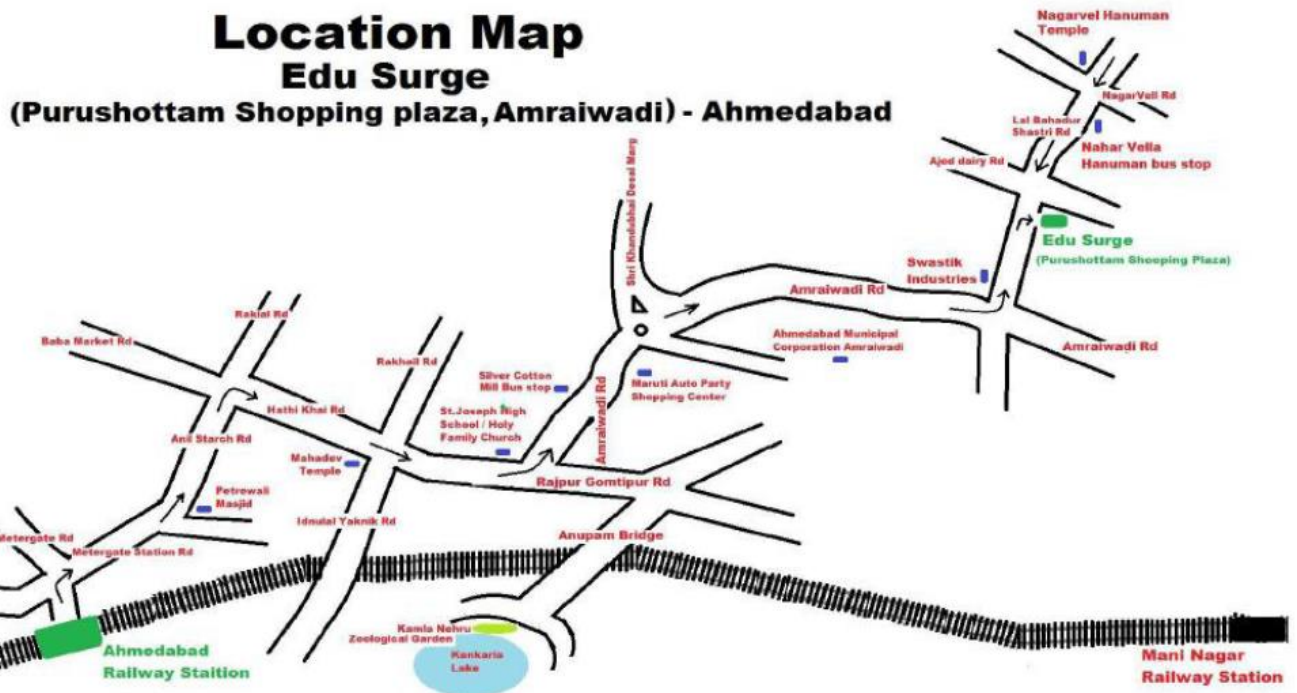 Location Map
Edu Surge
(Purushottam Shopping plaza, Amraiwadi) - Ahmedabad
Nagarvel Hanuman
Temple
NagarVell Rd
Lal Bahadur
Shastri Rd
Nahar Vella
Hanuman bus stop
Ajod dairy Rd
Edu Surge
(Purushottam Shooping Plaza)
Shri Khandubhai Desai Marg
Swastik
Industries
Amraiwadi Rd
Ahmedabad Municipal
Corporation Amraiwadi
Amraiwadi Rd
Rakial Rd
Baba Market Rd
Rakhail Rd
Silver Cotton
Mill Bus stop
Maruti Auto Party
Shopping Center
Amraiwadi Rd
Hathi Khai Rd
St.Joseph High
School / Holy
Family Church
Anil Starch Rd
Mahadev
Temple
Rajpur Gomtipur Rd
Petrewali
Masjid
Idnulal Yaknik Rd
Anupam Bridge
Metergate Rd
Metergate Station Rd
Kamla Nehru
Zoological Garden
Kankaria
Lake
Ahmedabad
Railway Staition
Mani Nagar
Railway Station